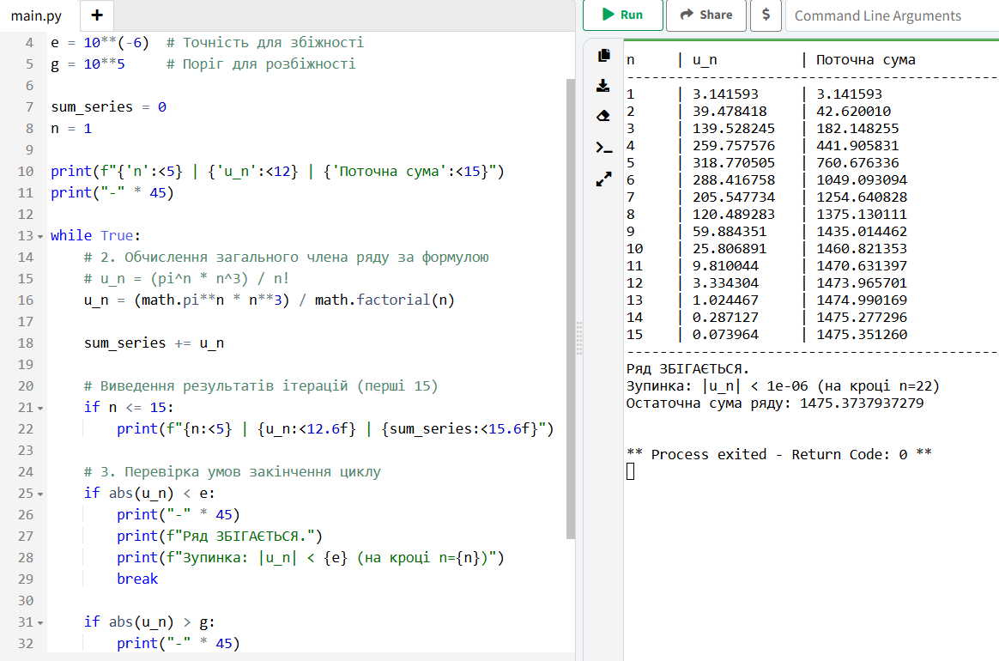 main.py +
Run Share $ Command Line Arguments
4 e = 10**(-6)  # Точність для збіжності
5 g = 10**5     # Поріг для розбіжності
6
7 sum_series = 0
8 n = 1
9
10 print(f"{'n':<5} | {'u_n':<12} | {'Поточна сума':<15}")
11 print("-" * 45)
12
13 while True:
14     # 2. Обчислення загального члена ряду за формулою
15     # u_n = (pi^n * n^3) / n!
16     u_n = (math.pi**n * n**3) / math.factorial(n)
17
18     sum_series += u_n
19
20     # Виведення результатів ітерацій (перші 15)
21     if n <= 15:
22         print(f"{n:<5} | {u_n:<12.6f} | {sum_series:<15.6f}")
23
24     # 3. Перевірка умов закінчення циклу
25     if abs(u_n) < e:
26         print("-" * 45)
27         print(f"Ряд ЗБІГАЄТЬСЯ.")
28         print(f"Зупинка: |u_n| < {e} (на кроці n={n})")
29         break
30
31     if abs(u_n) > g:
32         print("-" * 45)
n | u_n | Поточна сума
---------------------------------------------
1 | 3.141593 | 3.141593
2 | 39.478418 | 42.620010
3 | 139.528245 | 182.148255
4 | 259.757576 | 441.905831
5 | 318.770505 | 760.676336
6 | 288.416758 | 1049.093094
7 | 205.547734 | 1254.640828
8 | 120.489283 | 1375.130111
9 | 59.884351 | 1435.014462
10 | 25.806891 | 1460.821353
11 | 9.810044 | 1470.631397
12 | 3.334304 | 1473.965701
13 | 1.024467 | 1474.990169
14 | 0.287127 | 1475.277296
15 | 0.073964 | 1475.351260
---------------------------------------------
Ряд ЗБІГАЄТЬСЯ.
Зупинка: |u_n| < 1e-06 (на кроці n=22)
Остаточна сума ряду: 1475.3737937279
** Process exited - Return Code: 0 **